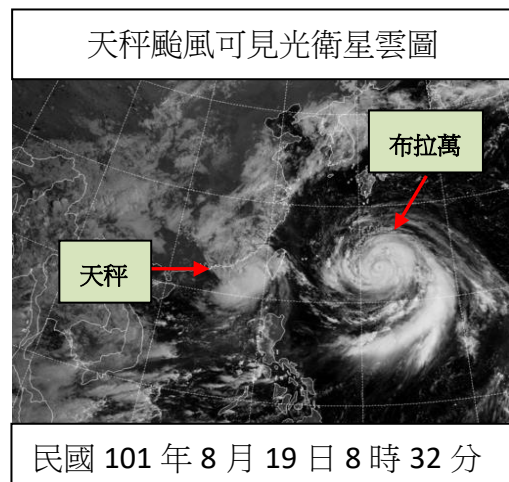 天秤颱風可見光衛星雲圖
布拉萬
天秤
民國 101 年 8 月 19 日 8 時 32 分